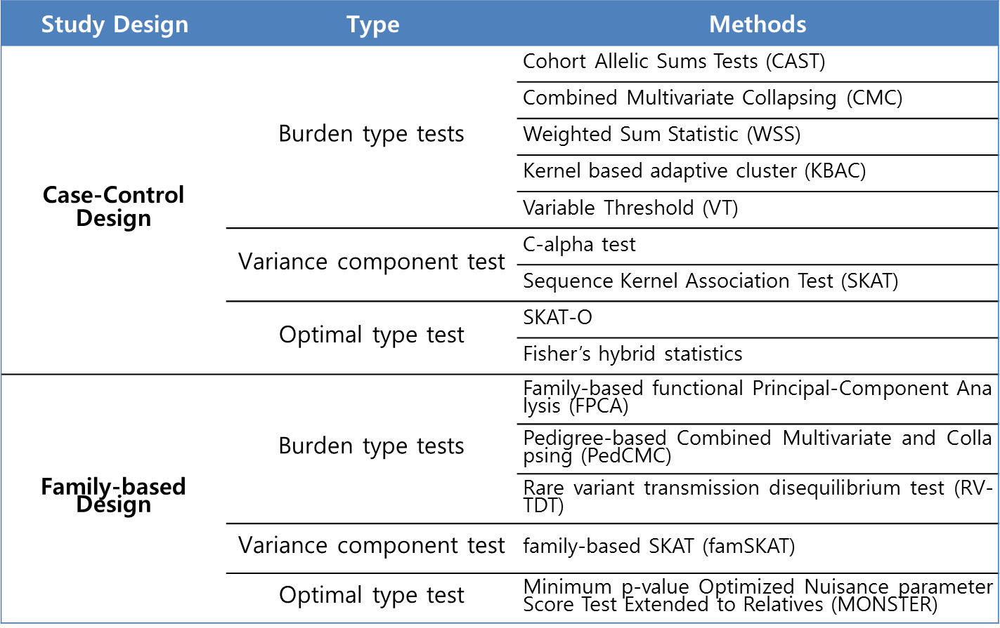 Study Design Type Methods
Cohort Allelic Sums Tests (CAST)
Combined Multivariate Collapsing (CMC)
Burden type tests
Weighted Sum Statistic (WSS)
Kernel based adaptive cluster (KBAC)
Case-Control
Design
Variable Threshold (VT)
Variance component test
C-alpha test
Sequence Kernel Association Test (SKAT)
Optimal type test
SKAT-O
Fisher’s hybrid statistics
Family-based
Design
Burden type tests
Family-based functional Principal-Component Ana
lysis (FPCA)
Pedigree-based Combined Multivariate and Colla
psing (PedCMC)
Rare variant transmission disequilibrium test (RV-
TDT)
Variance component test
family-based SKAT (famSKAT)
Optimal type test
Minimum p-value Optimized Nuisance parameter
Score Test Extended to Relatives (MONSTER)